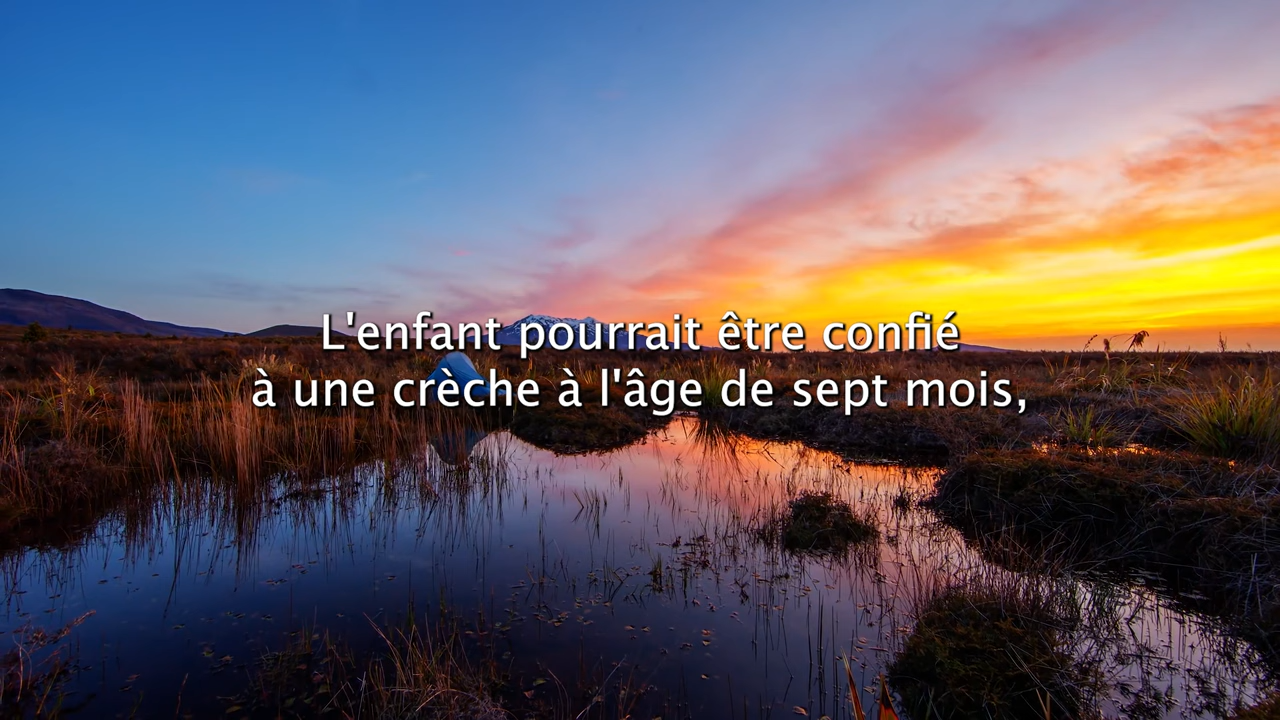 L'enfant pourrait être confié
à une crèche à l'âge de sept mois,